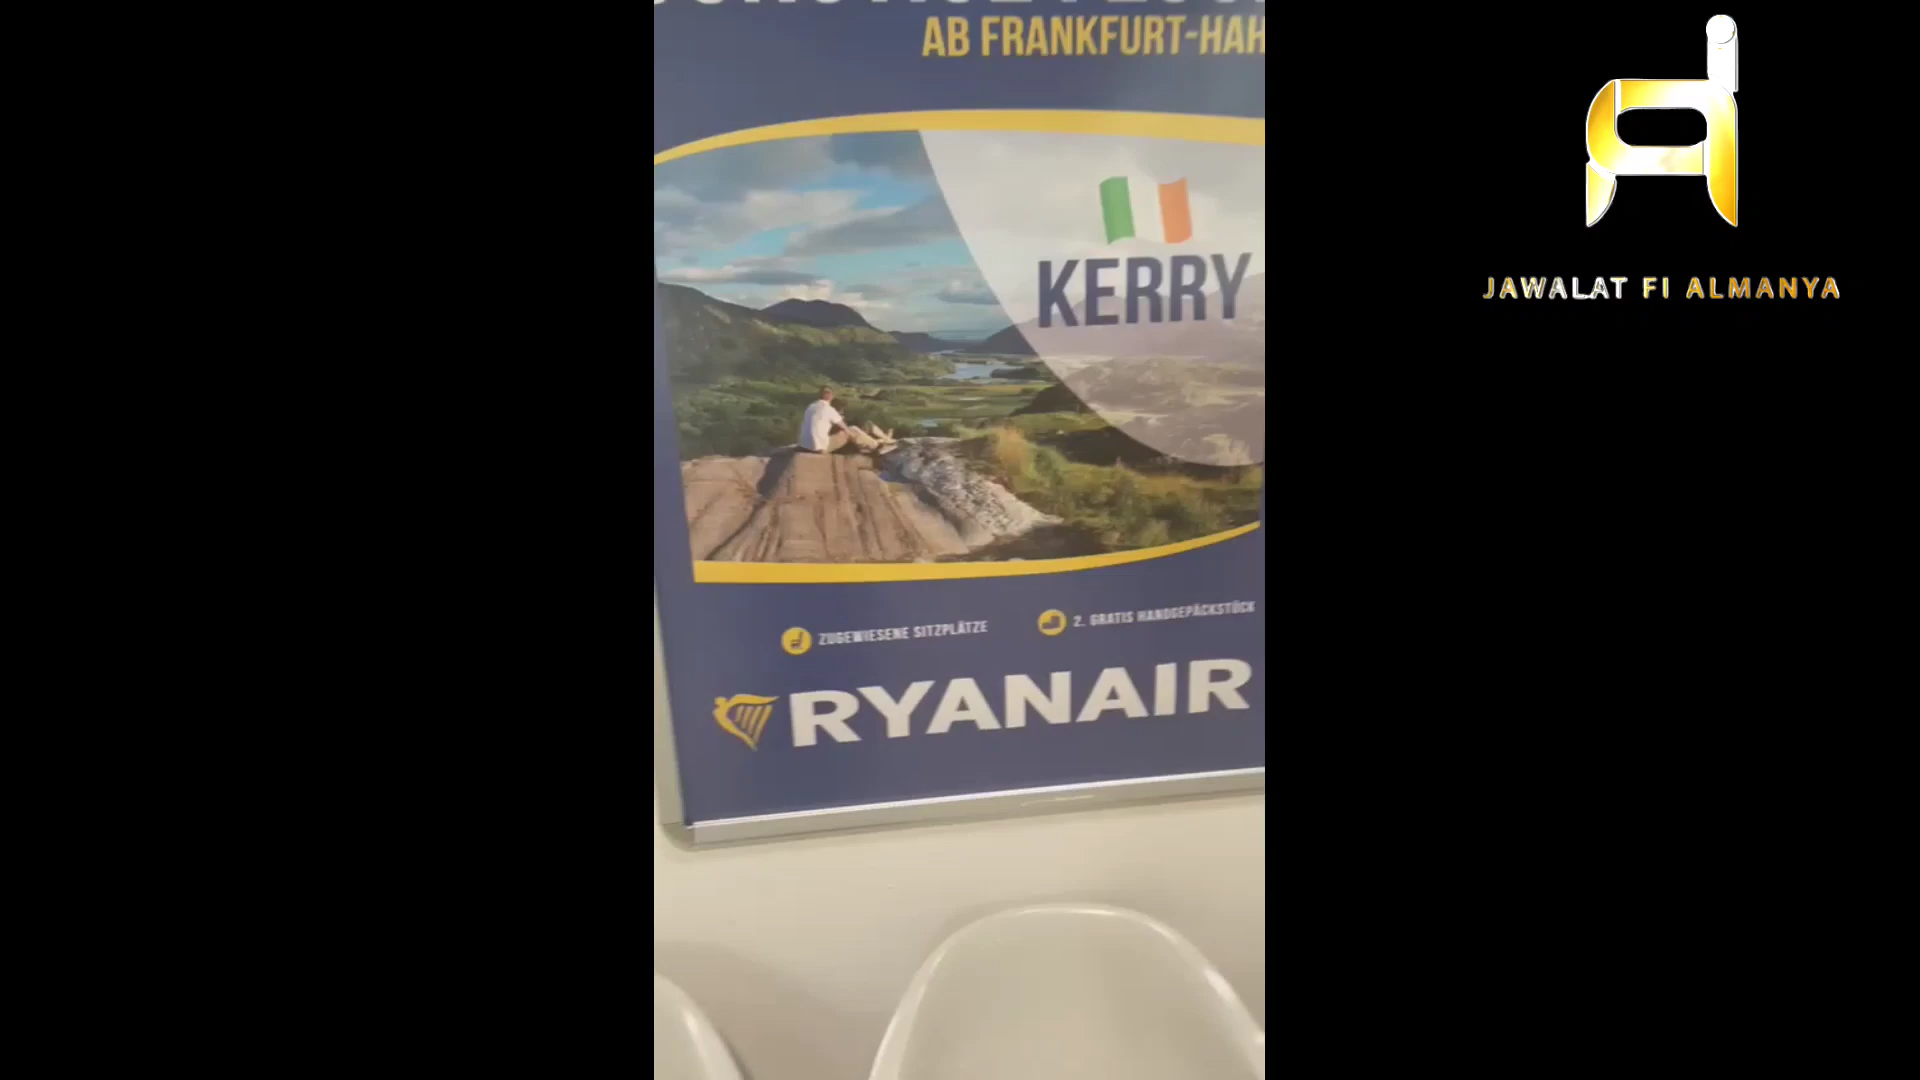 AB FRANKFURT-HAH
KERRY
ZUGEWIESENE SITZPLÄTZE
2. GRATIS HANDGEPÄCKSTÜCK
RYANAIR
JAWALAT FI ALMANYA